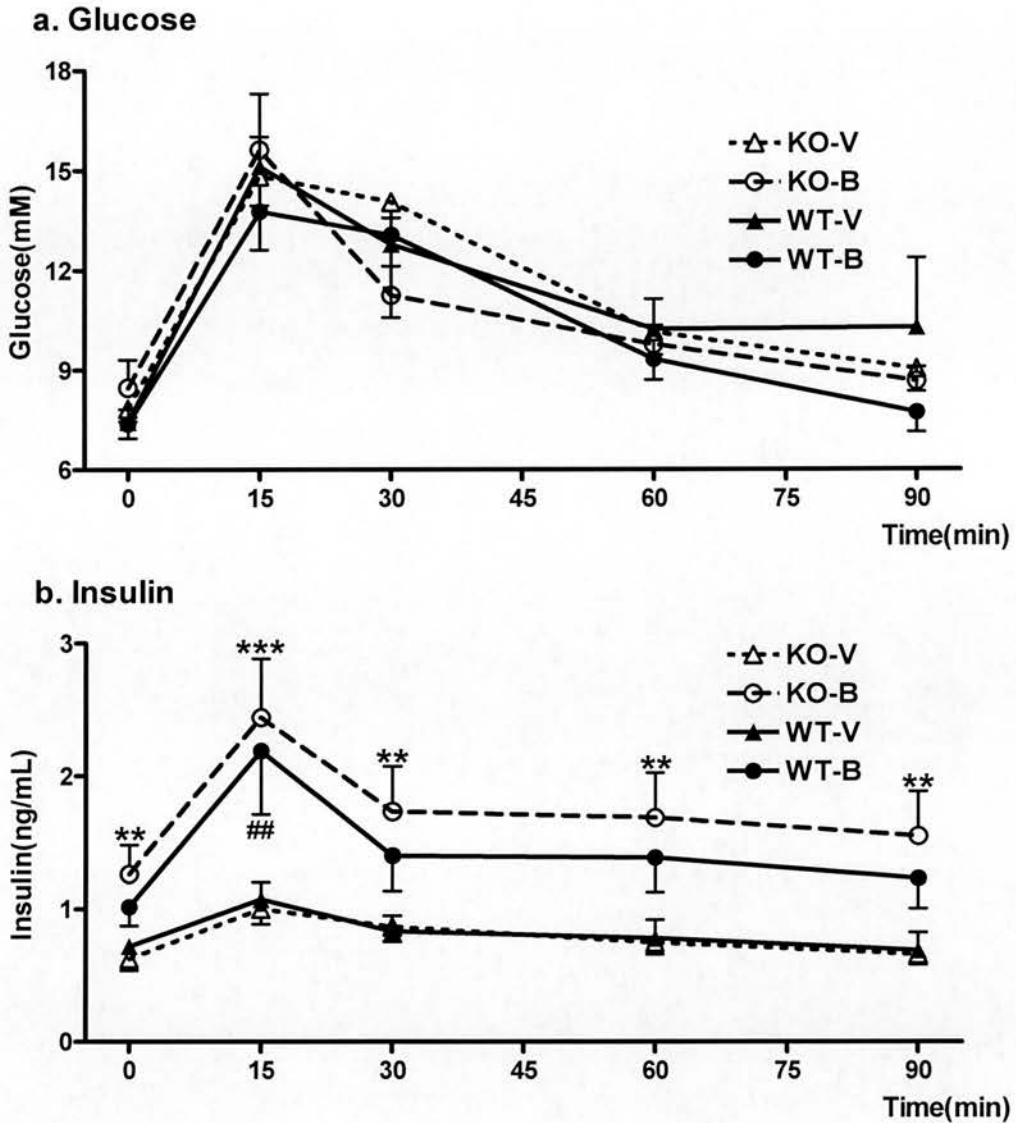 a. Glucose
18
15
12
9
6
Glucose(mM)
KO-V
KO-B
WT-V
WT-B
0 15 30 45 60 75 90
Time(min)
b. Insulin
3
2
1
0
Insulin(ng/mL)
KO-V
KO-B
WT-V
WT-B
***
**
**
**
**
##
0 15 30 45 60 75 90
Time(min)